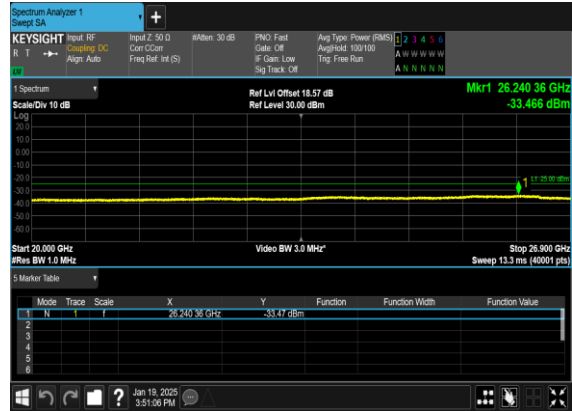 Spectrum Analyzer 1
Swept SA
KEYSIGHT Input: RF Input Z: 50 Ω #Atten: 30 dB PNO: Fast Avg Type: Power (RMS) 1 2 3 4 5 6
R T Coupling: DC Corr CCorr Gate: Off Avg|Hold: 100/100 A W W W W W
Align: Auto Freq Ref: Int (S) IF Gain: Low Trig: Free Run
Sig Track: Off A N N N N N
1 Spectrum Ref Lvl Offset 18.57 dB Mkr1 26.240 36 GHz
Scale/Div 10 dB Ref Level 30.00 dBm -33.466 dBm
Log
20.0
10.0
0.00
-10.0
-20.0 1 L1 -25.00 dBm
-30.0
-40.0
-50.0
-60.0
Start 20.000 GHz Video BW 3.0 MHz* Stop 26.900 GHz
#Res BW 1.0 MHz Sweep 13.3 ms (40001 pts)
5 Marker Table
Mode Trace Scale X Y Function Function Width Function Value
1 N 1 f 26.240 36 GHz -33.47 dBm
2
3
4
5
6
? Jan 19, 2025
3:51:06 PM